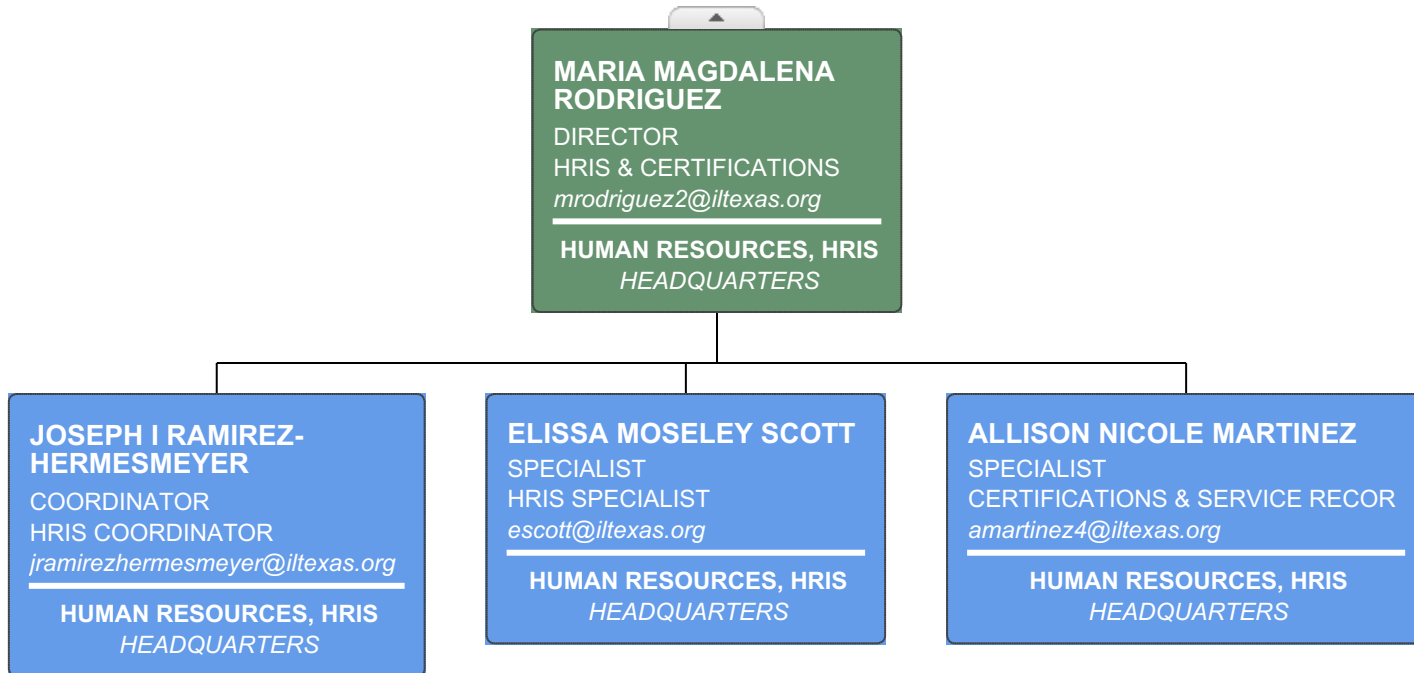 MARIA MAGDALENA
RODRIGUEZ
DIRECTOR
HRIS & CERTIFICATIONS
mrodriguez2@iltexas.org
HUMAN RESOURCES, HRIS
HEADQUARTERS
JOSEPH I RAMIREZ-
HERMESMEYER
COORDINATOR
HRIS COORDINATOR
jramirezhermesmeyer@iltexas.org
HUMAN RESOURCES, HRIS
HEADQUARTERS
ELISSA MOSELEY SCOTT
SPECIALIST
HRIS SPECIALIST
escott@iltexas.org
HUMAN RESOURCES, HRIS
HEADQUARTERS
ALLISON NICOLE MARTINEZ
SPECIALIST
CERTIFICATIONS & SERVICE RECOR
amartinez4@iltexas.org
HUMAN RESOURCES, HRIS
HEADQUARTERS